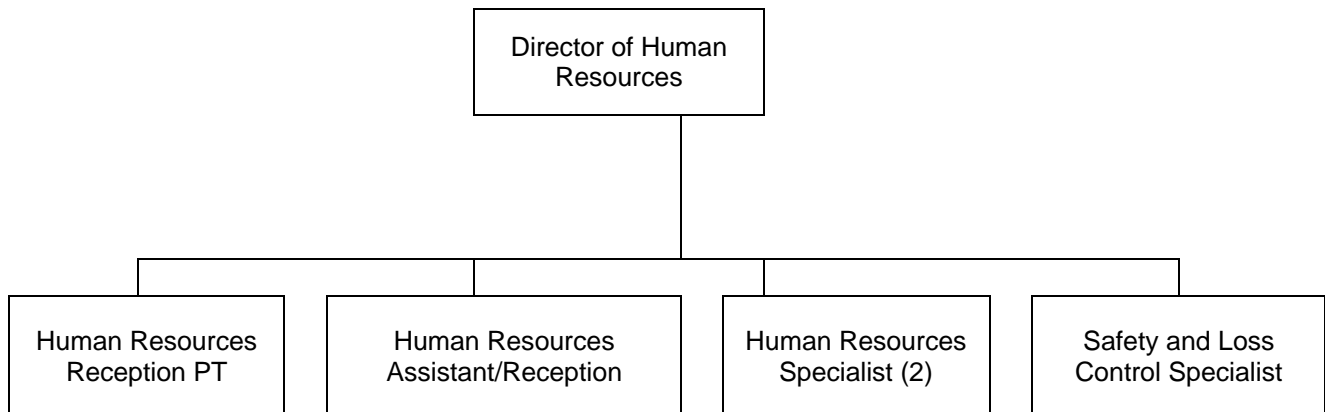 Director of Human
Resources
Human Resources
Reception PT
Human Resources
Assistant/Reception
Human Resources
Specialist (2)
Safety and Loss
Control Specialist